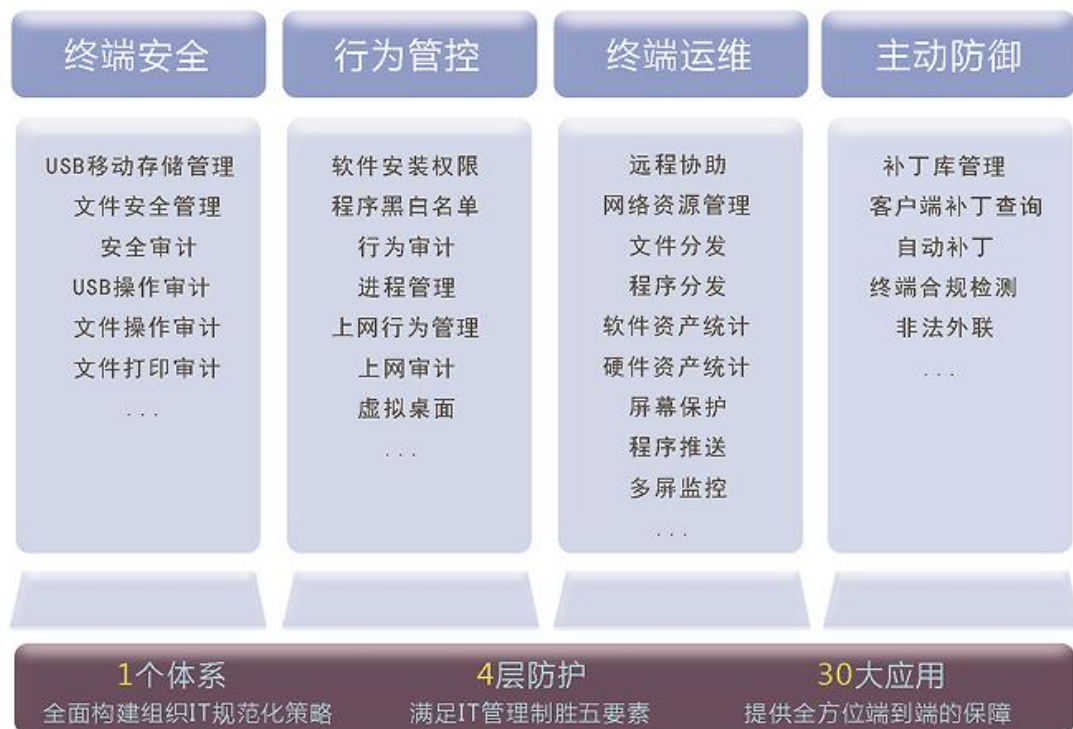 终端安全
行为管控
终端运维
主动防御
USB移动存储管理
文件安全管理
安全审计
USB操作审计
文件操作审计
文件打印审计
...
软件安装权限
程序黑白名单
行为审计
进程管理
上网行为管理
上网审计
虚拟桌面
...
远程协助
网络资源管理
文件分发
程序分发
软件资产统计
硬件资产统计
屏幕保护
程序推送
多屏监控
...
补丁库管理
客户端补丁查询
自动补丁
终端合规检测
非法外联
...
1个体系
全面构建组织IT规范化策略
4层防护
满足IT管理制胜五要素
30大应用
提供全方位端到端的保障